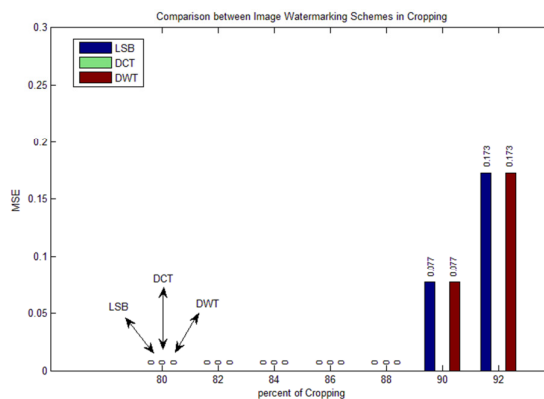 Comparison between Image Watermarking Schemes in Cropping
0.3
0.25
0.2
0.15
0.1
0.05
0
MSE
LSB
DCT
DWT
LSB
DCT
DWT
0 0 0
0 0 0
0 0 0
0 0 0
0 0 0
0.077
0.077
0.173
0.173
80 82 84 86 88 90 92
percent of Cropping